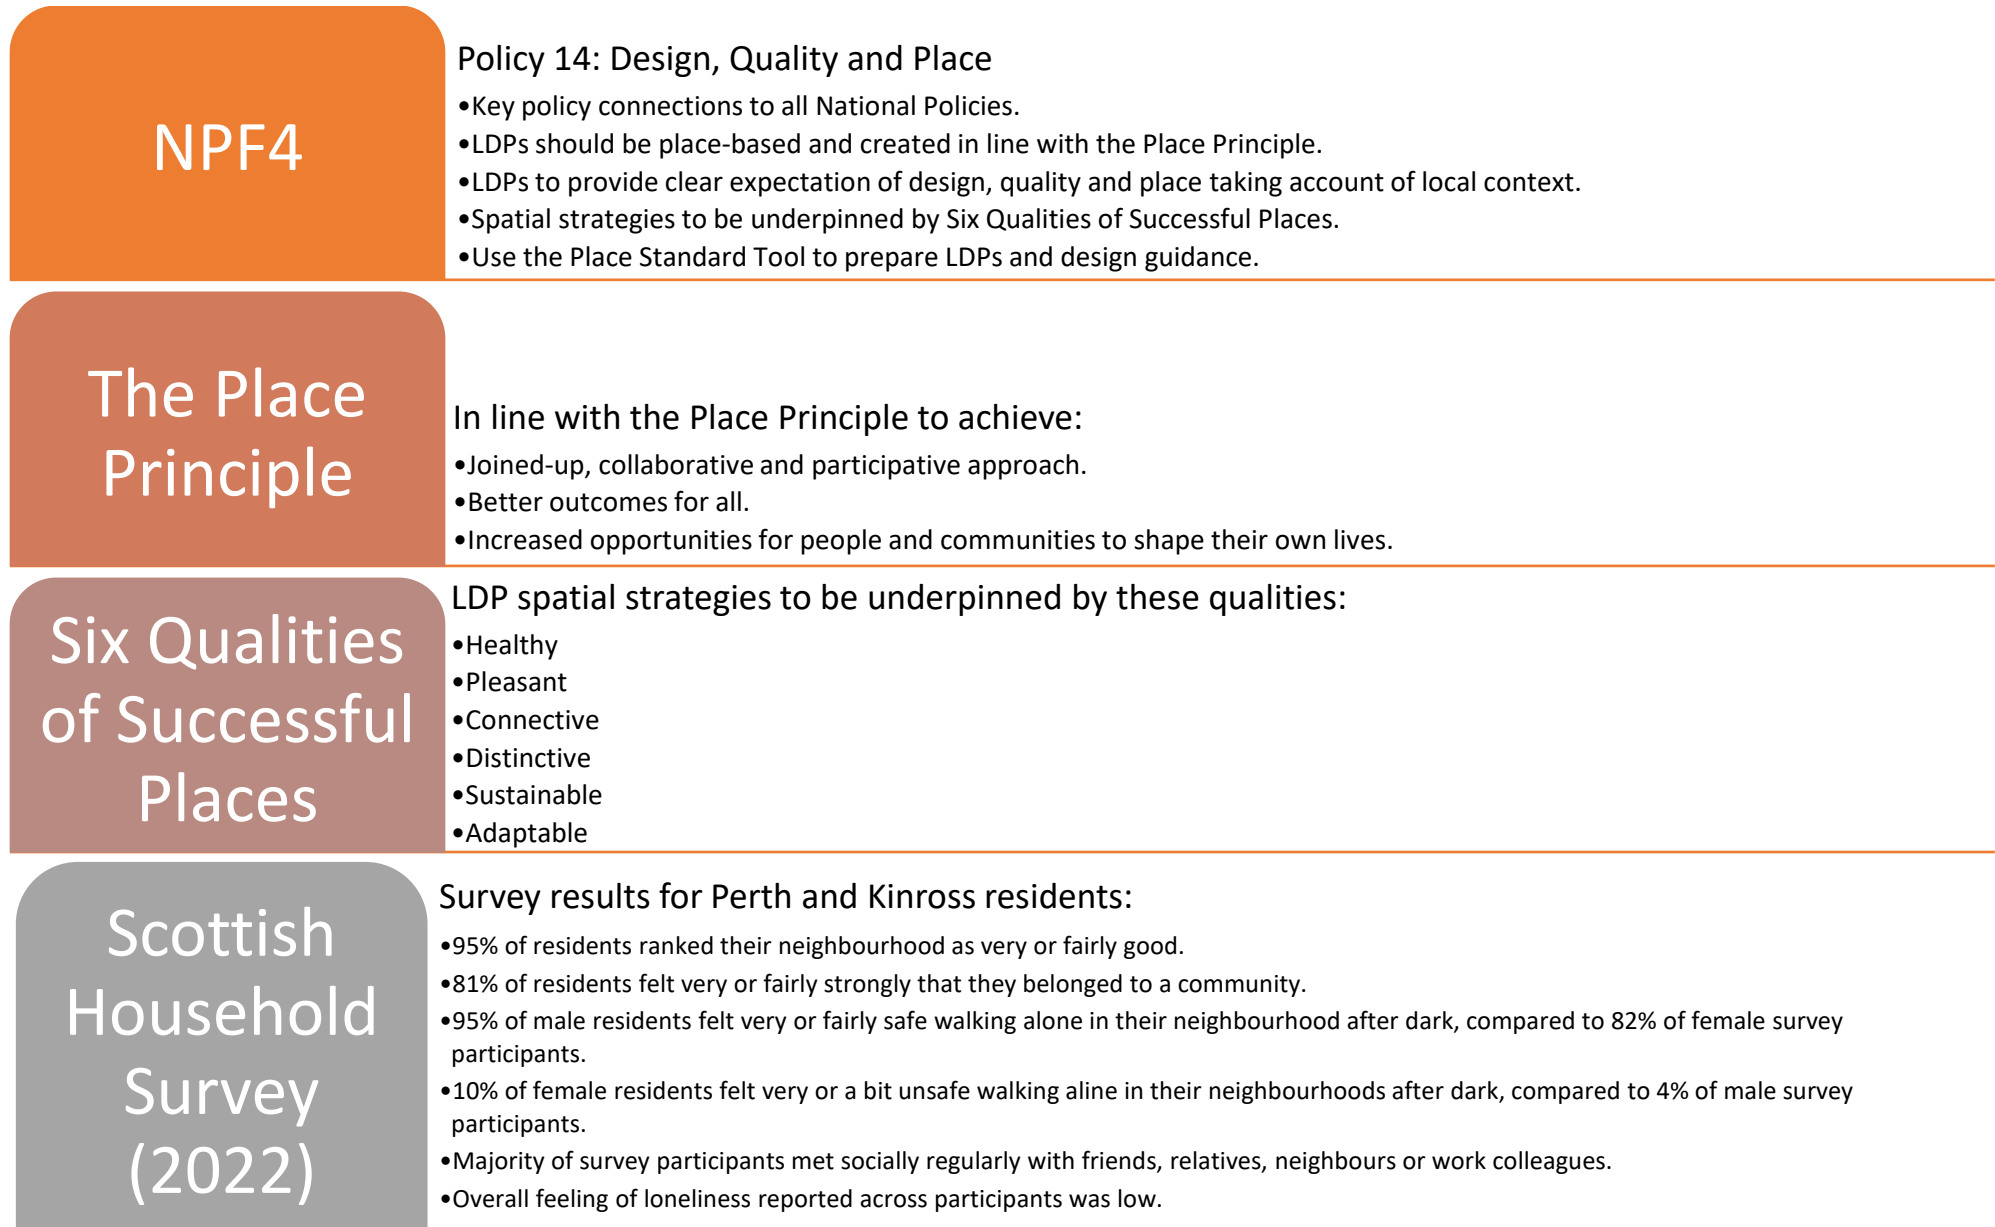 NPF4
Policy 14: Design, Quality and Place
•Key policy connections to all National Policies.
•LDPs should be place-based and created in line with the Place Principle.
•LDPs to provide clear expectation of design, quality and place taking account of local context.
•Spatial strategies to be underpinned by Six Qualities of Successful Places.
•Use the Place Standard Tool to prepare LDPs and design guidance.
The Place
Principle
In line with the Place Principle to achieve:
•Joined-up, collaborative and participative approach.
•Better outcomes for all.
•Increased opportunities for people and communities to shape their own lives.
Six Qualities
of Successful
Places
LDP spatial strategies to be underpinned by these qualities:
•Healthy
•Pleasant
•Connective
•Distinctive
•Sustainable
•Adaptable
Scottish
Household
Survey
(2022)
Survey results for Perth and Kinross residents:
•95% of residents ranked their neighbourhood as very or fairly good.
•81% of residents felt very or fairly strongly that they belonged to a community.
•95% of male residents felt very or fairly safe walking alone in their neighbourhood after dark, compared to 82% of female survey
participants.
•10% of female residents felt very or a bit unsafe walking aline in their neighbourhoods after dark, compared to 4% of male survey
participants.
•Majority of survey participants met socially regularly with friends, relatives, neighbours or work colleagues.
•Overall feeling of loneliness reported across participants was low.